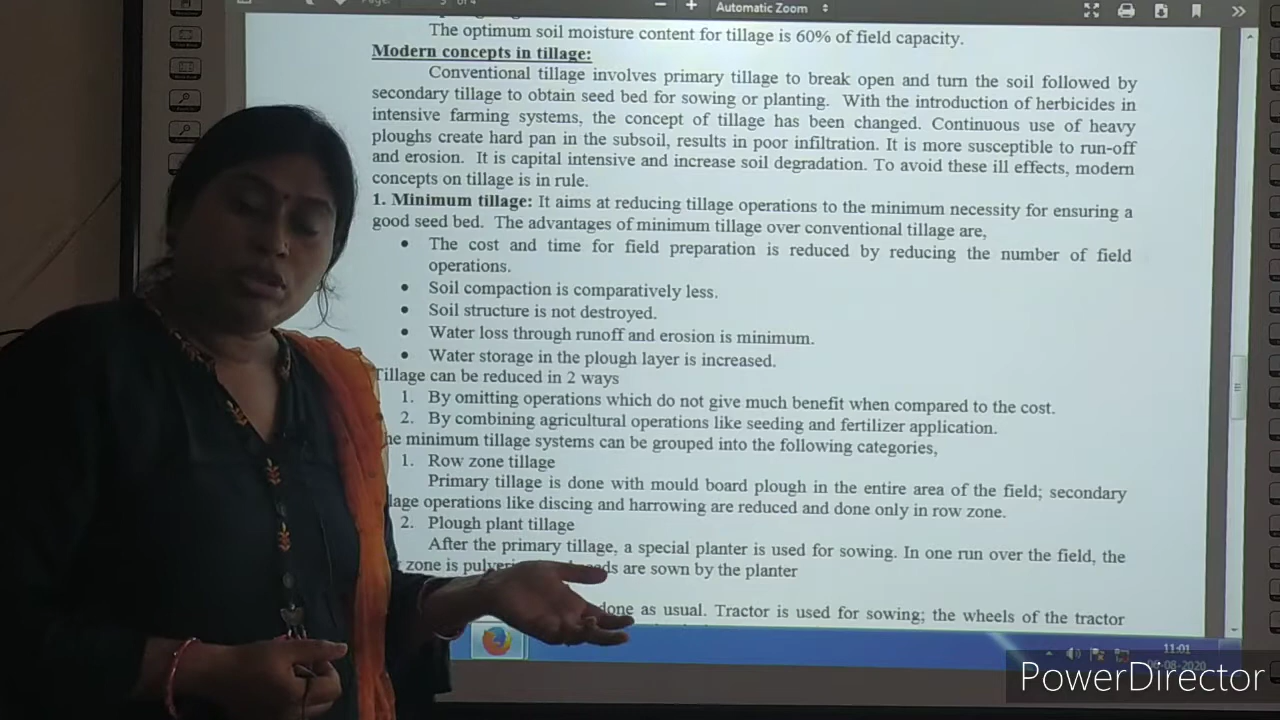 Automatic Zoom
The optimum soil moisture content for tillage is 60% of field capacity.
Modern concepts in tillage:
Conventional tillage involves primary tillage to break open and turn the soil followed by
secondary tillage to obtain seed bed for sowing or planting. With the introduction of herbicides in
intensive farming systems, the concept of tillage has been changed. Continuous use of heavy
ploughs create hard pan in the subsoil, results in poor infiltration. It is more susceptible to run-off
and erosion. It is capital intensive and increase soil degradation. To avoid these ill effects, modern
concepts on tillage is in rule.
1. Minimum tillage: It aims at reducing tillage operations to the minimum necessity for ensuring a
good seed bed. The advantages of minimum tillage over conventional tillage are,
• The cost and time for field preparation is reduced by reducing the number of field
operations.
• Soil compaction is comparatively less.
• Soil structure is not destroyed.
• Water loss through runoff and erosion is minimum.
• Water storage in the plough layer is increased.
Tillage can be reduced in 2 ways
1. By omitting operations which do not give much benefit when compared to the cost.
2. By combining agricultural operations like seeding and fertilizer application.
he minimum tillage systems can be grouped into the following categories,
1. Row zone tillage
Primary tillage is done with mould board plough in the entire area of the field; secondary
lage operations like discing and harrowing are reduced and done only in row zone.
2. Plough plant tillage
After the primary tillage, a special planter is used for sowing. In one run over the field, the
zone is pulveri ds are sown by the planter
done as usual. Tractor is used for sowing; the wheels of the tractor
11:01
06-08-2020
PowerDirector